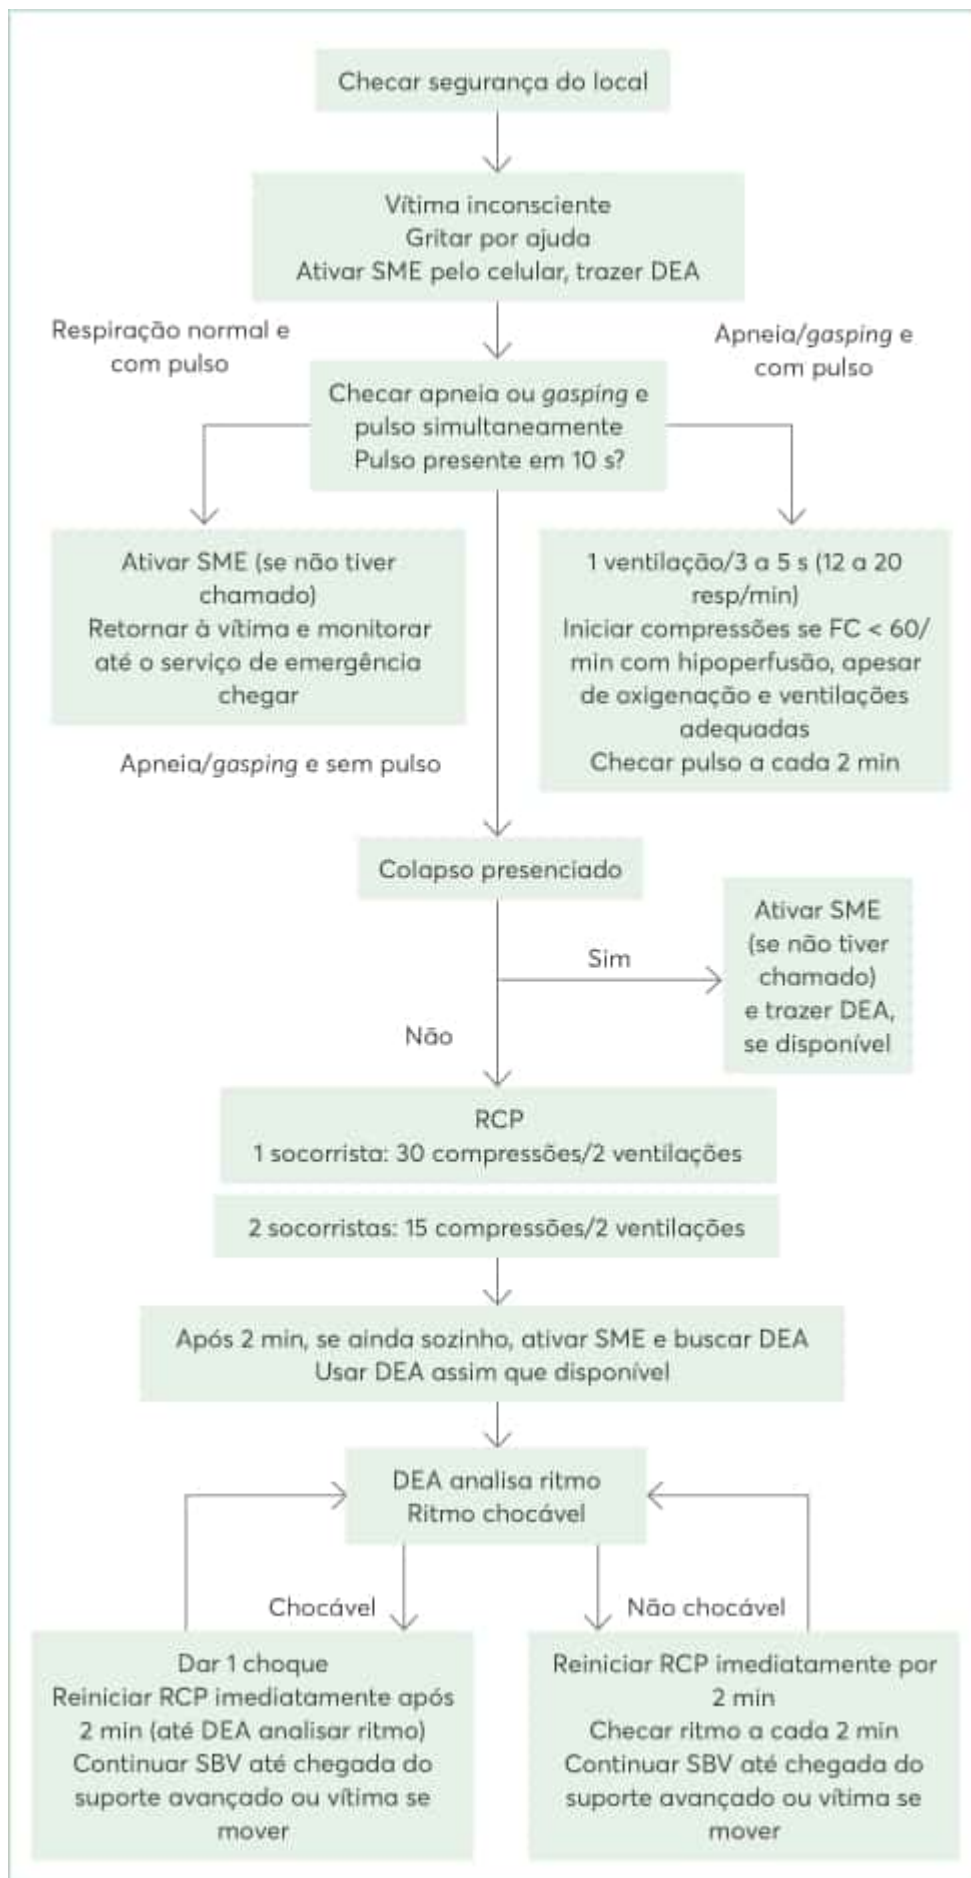 Checar segurança do local
Vítima inconsciente
Gritar por ajuda
Ativar SME pelo celular, trazer DEA
Respiração normal e
com pulso
Apneia/gasping e
com pulso
Checar apneia ou gasping e
pulso simultaneamente
Pulso presente em 10 s?
Ativar SME (se não tiver
chamado)
Retornar à vítima e monitorar
até o serviço de emergência
chegar
1 ventilação/3 a 5 s (12 a 20
resp/min)
Iniciar compressões se FC < 60/
min com hipoperfusão, apesar
de oxigenação e ventilações
adequadas
Checar pulso a cada 2 min
Apneia/gasping e sem pulso
Colapso presenciado
Sim
Ativar SME
(se não tiver
chamado)
e trazer DEA,
se disponível
Não
RCP
1 socorrista: 30 compressões/2 ventilações
2 socorristas: 15 compressões/2 ventilações
Após 2 min, se ainda sozinho, ativar SME e buscar DEA
Usar DEA assim que disponível
DEA analisa ritmo
Ritmo chocável
Chocável
Não chocável
Dar 1 choque
Reiniciar RCP imediatamente após
2 min (até DEA analisar ritmo)
Continuar SBV até chegada do
suporte avançado ou vítima se
mover
Reiniciar RCP imediatamente por
2 min
Checar ritmo a cada 2 min
Continuar SBV até chegada do
suporte avançado ou vítima se
mover